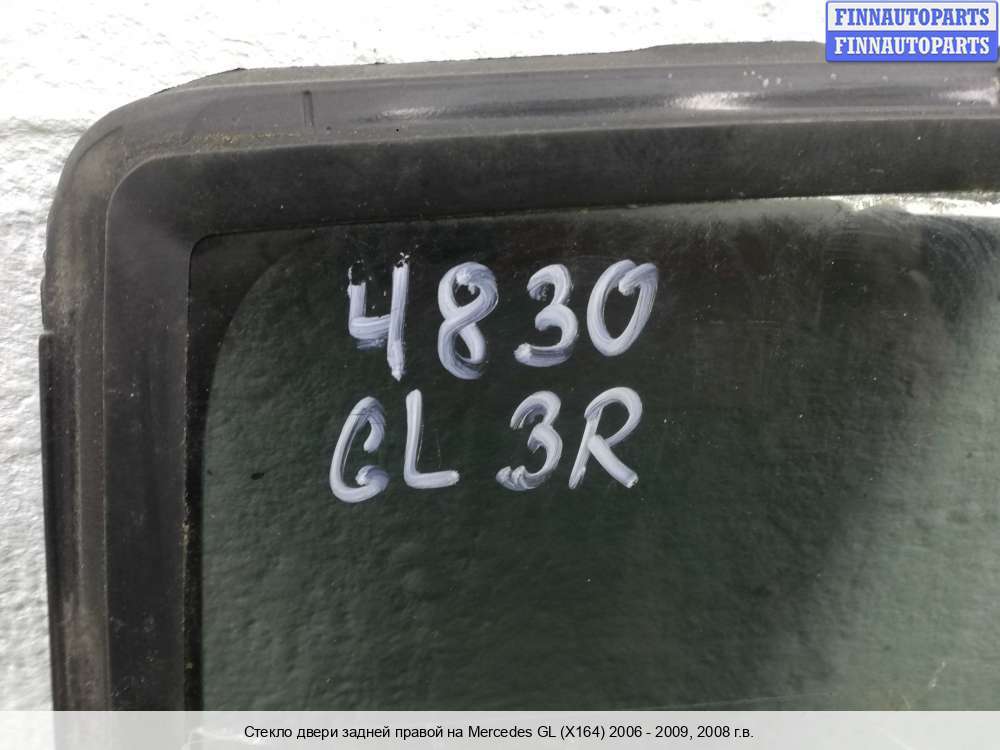 FINNAUTOPARTS
FINNAUTOPARTS
4830
GL 3R
Стекло двери задней правой на Mercedes GL (X164) 2006 - 2009, 2008 г.в.